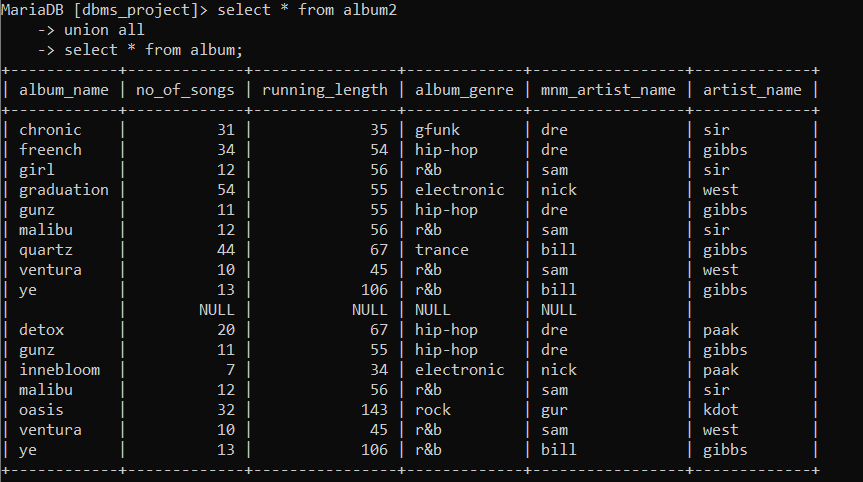 MariaDB [dbms_project]> select * from album2
    -> union all
    -> select * from album;
+------------+-------------+----------------+-------------+-----------------+-------------+
| album_name | no_of_songs | running_length | album_genre | mnm_artist_name | artist_name |
+------------+-------------+----------------+-------------+-----------------+-------------+
| chronic    |          31 |             35 | gfunk       | dre             | sir         |
| freench    |          34 |             54 | hip-hop     | dre             | gibbs       |
| girl       |          12 |             56 | r&b         | sam             | sir         |
| graduation |          54 |             55 | electronic  | nick            | west        |
| gunz       |          11 |             55 | hip-hop     | dre             | gibbs       |
| malibu     |          12 |             56 | r&b         | sam             | sir         |
| quartz     |          44 |             67 | trance      | bill            | gibbs       |
| ventura    |          10 |             45 | r&b         | sam             | west        |
| ye         |          13 |            106 | r&b         | bill            | gibbs       |
|            |        NULL |           NULL | NULL        | NULL            |             |
| detox      |          20 |             67 | hip-hop     | dre             | paak        |
| gunz       |          11 |             55 | hip-hop     | dre             | gibbs       |
| innebloom  |           7 |             34 | electronic  | nick            | paak        |
| malibu     |          12 |             56 | r&b         | sam             | sir         |
| oasis      |          32 |            143 | rock        | gur             | kdot        |
| ventura    |          10 |             45 | r&b         | sam             | west        |
| ye         |          13 |            106 | r&b         | bill            | gibbs       |
+------------+-------------+----------------+-------------+-----------------+-------------+